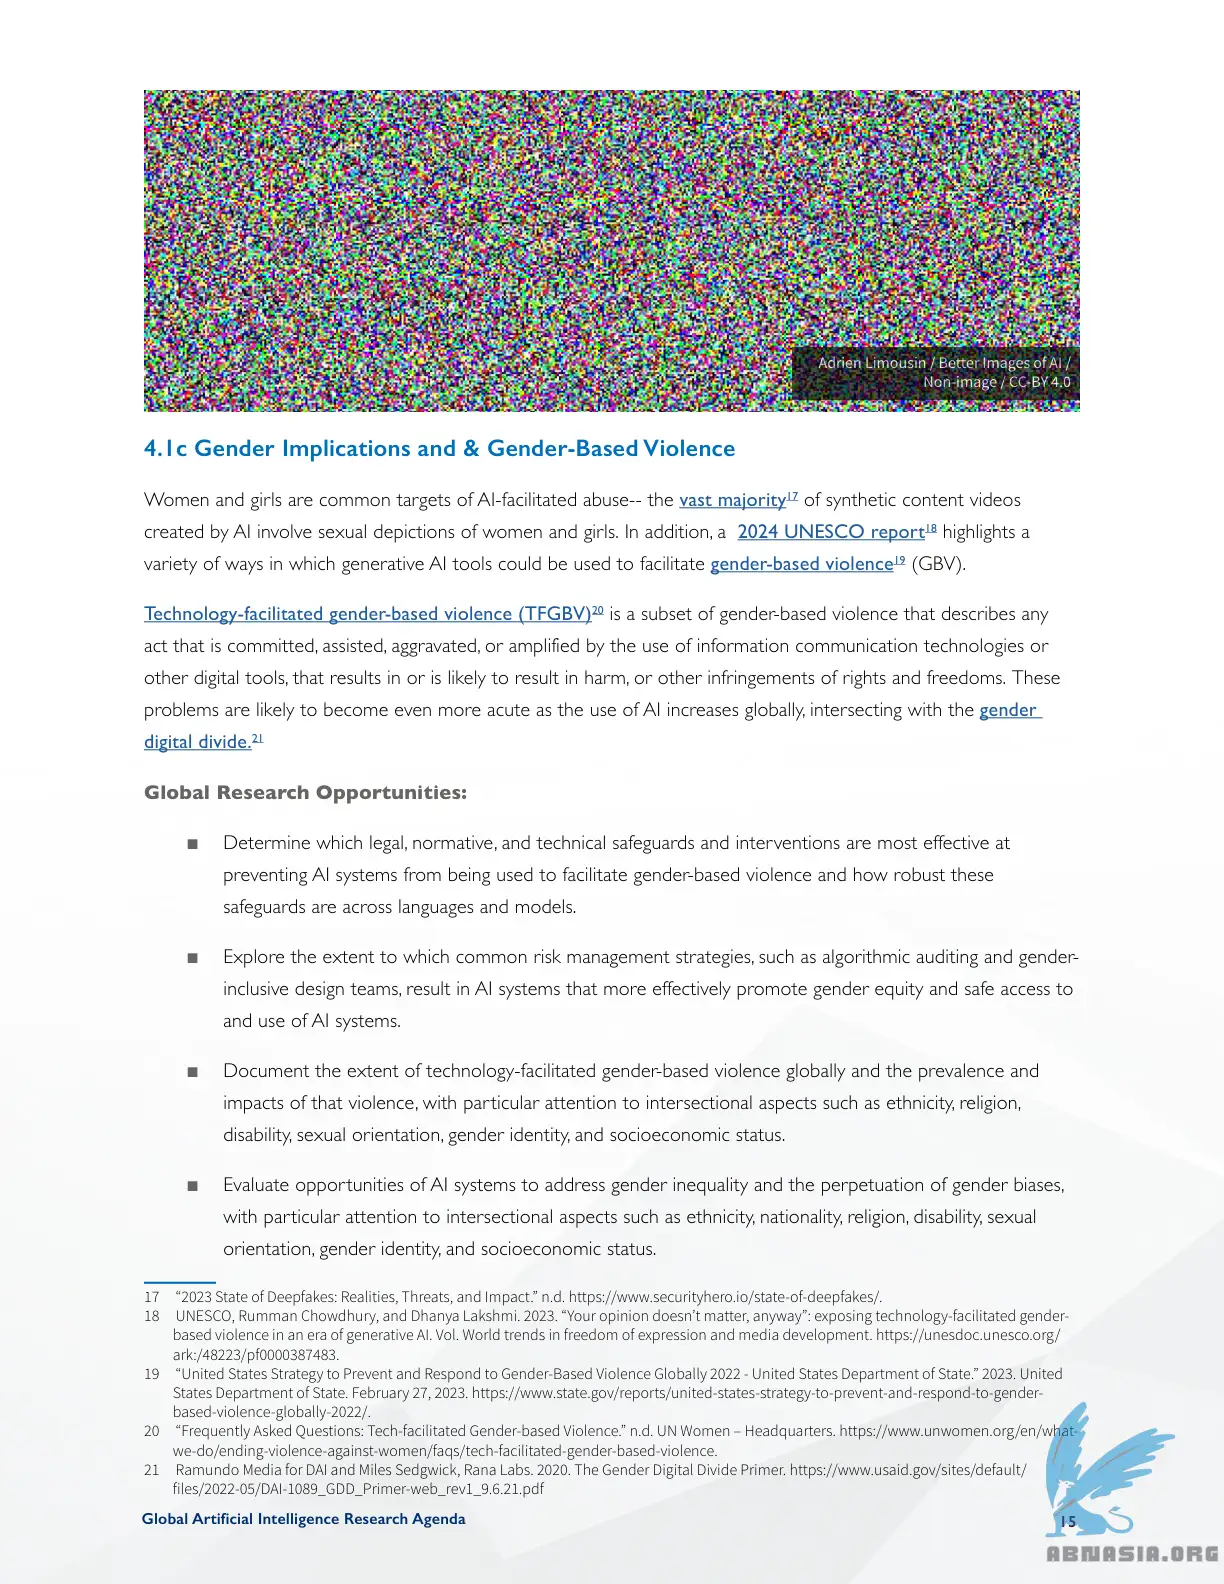 Adrien Limousin / Better Images of AI /
Non-image / CC-BY 4.0
4.1c Gender Implications and & Gender-Based Violence
Women and girls are common targets of AI-facilitated abuse-- the vast majority17 of synthetic content videos
created by AI involve sexual depictions of women and girls. In addition, a 2024 UNESCO report18 highlights a
variety of ways in which generative AI tools could be used to facilitate gender-based violence19 (GBV).
Technology-facilitated gender-based violence (TFGBV)20 is a subset of gender-based violence that describes any
act that is committed, assisted, aggravated, or amplified by the use of information communication technologies or
other digital tools, that results in or is likely to result in harm, or other infringements of rights and freedoms. These
problems are likely to become even more acute as the use of AI increases globally, intersecting with the gender
digital divide.21
Global Research Opportunities:
■ Determine which legal, normative, and technical safeguards and interventions are most effective at
preventing AI systems from being used to facilitate gender-based violence and how robust these
safeguards are across languages and models.
■ Explore the extent to which common risk management strategies, such as algorithmic auditing and gender-
inclusive design teams, result in AI systems that more effectively promote gender equity and safe access to
and use of AI systems.
■ Document the extent of technology-facilitated gender-based violence globally and the prevalence and
impacts of that violence, with particular attention to intersectional aspects such as ethnicity, religion,
disability, sexual orientation, gender identity, and socioeconomic status.
■ Evaluate opportunities of AI systems to address gender inequality and the perpetuation of gender biases,
with particular attention to intersectional aspects such as ethnicity, nationality, religion, disability, sexual
orientation, gender identity, and socioeconomic status.
17 “2023 State of Deepfakes: Realities, Threats, and Impact.” n.d. https://www.securityhero.io/state-of-deepfakes/.
18 UNESCO, Rumman Chowdhury, and Dhanya Lakshmi. 2023. “Your opinion doesn’t matter, anyway”: exposing technology-facilitated gender-
based violence in an era of generative AI. Vol. World trends in freedom of expression and media development. https://unesdoc.unesco.org/
ark:/48223/pf0000387483.
19 “United States Strategy to Prevent and Respond to Gender-Based Violence Globally 2022 - United States Department of State.” 2023. United
States Department of State. February 27, 2023. https://www.state.gov/reports/united-states-strategy-to-prevent-and-respond-to-gender-
based-violence-globally-2022/.
20 “Frequently Asked Questions: Tech-facilitated Gender-based Violence.” n.d. UN Women – Headquarters. https://www.unwomen.org/en/what-
we-do/ending-violence-against-women/faqs/tech-facilitated-gender-based-violence.
21 Ramundo Media for DAI and Miles Sedgwick, Rana Labs. 2020. The Gender Digital Divide Primer. https://www.usaid.gov/sites/default/
files/2022-05/DAI-1089_GDD_Primer-web_rev1_9.6.21.pdf
Global Artificial Intelligence Research Agenda
15
ABNASIA.ORG